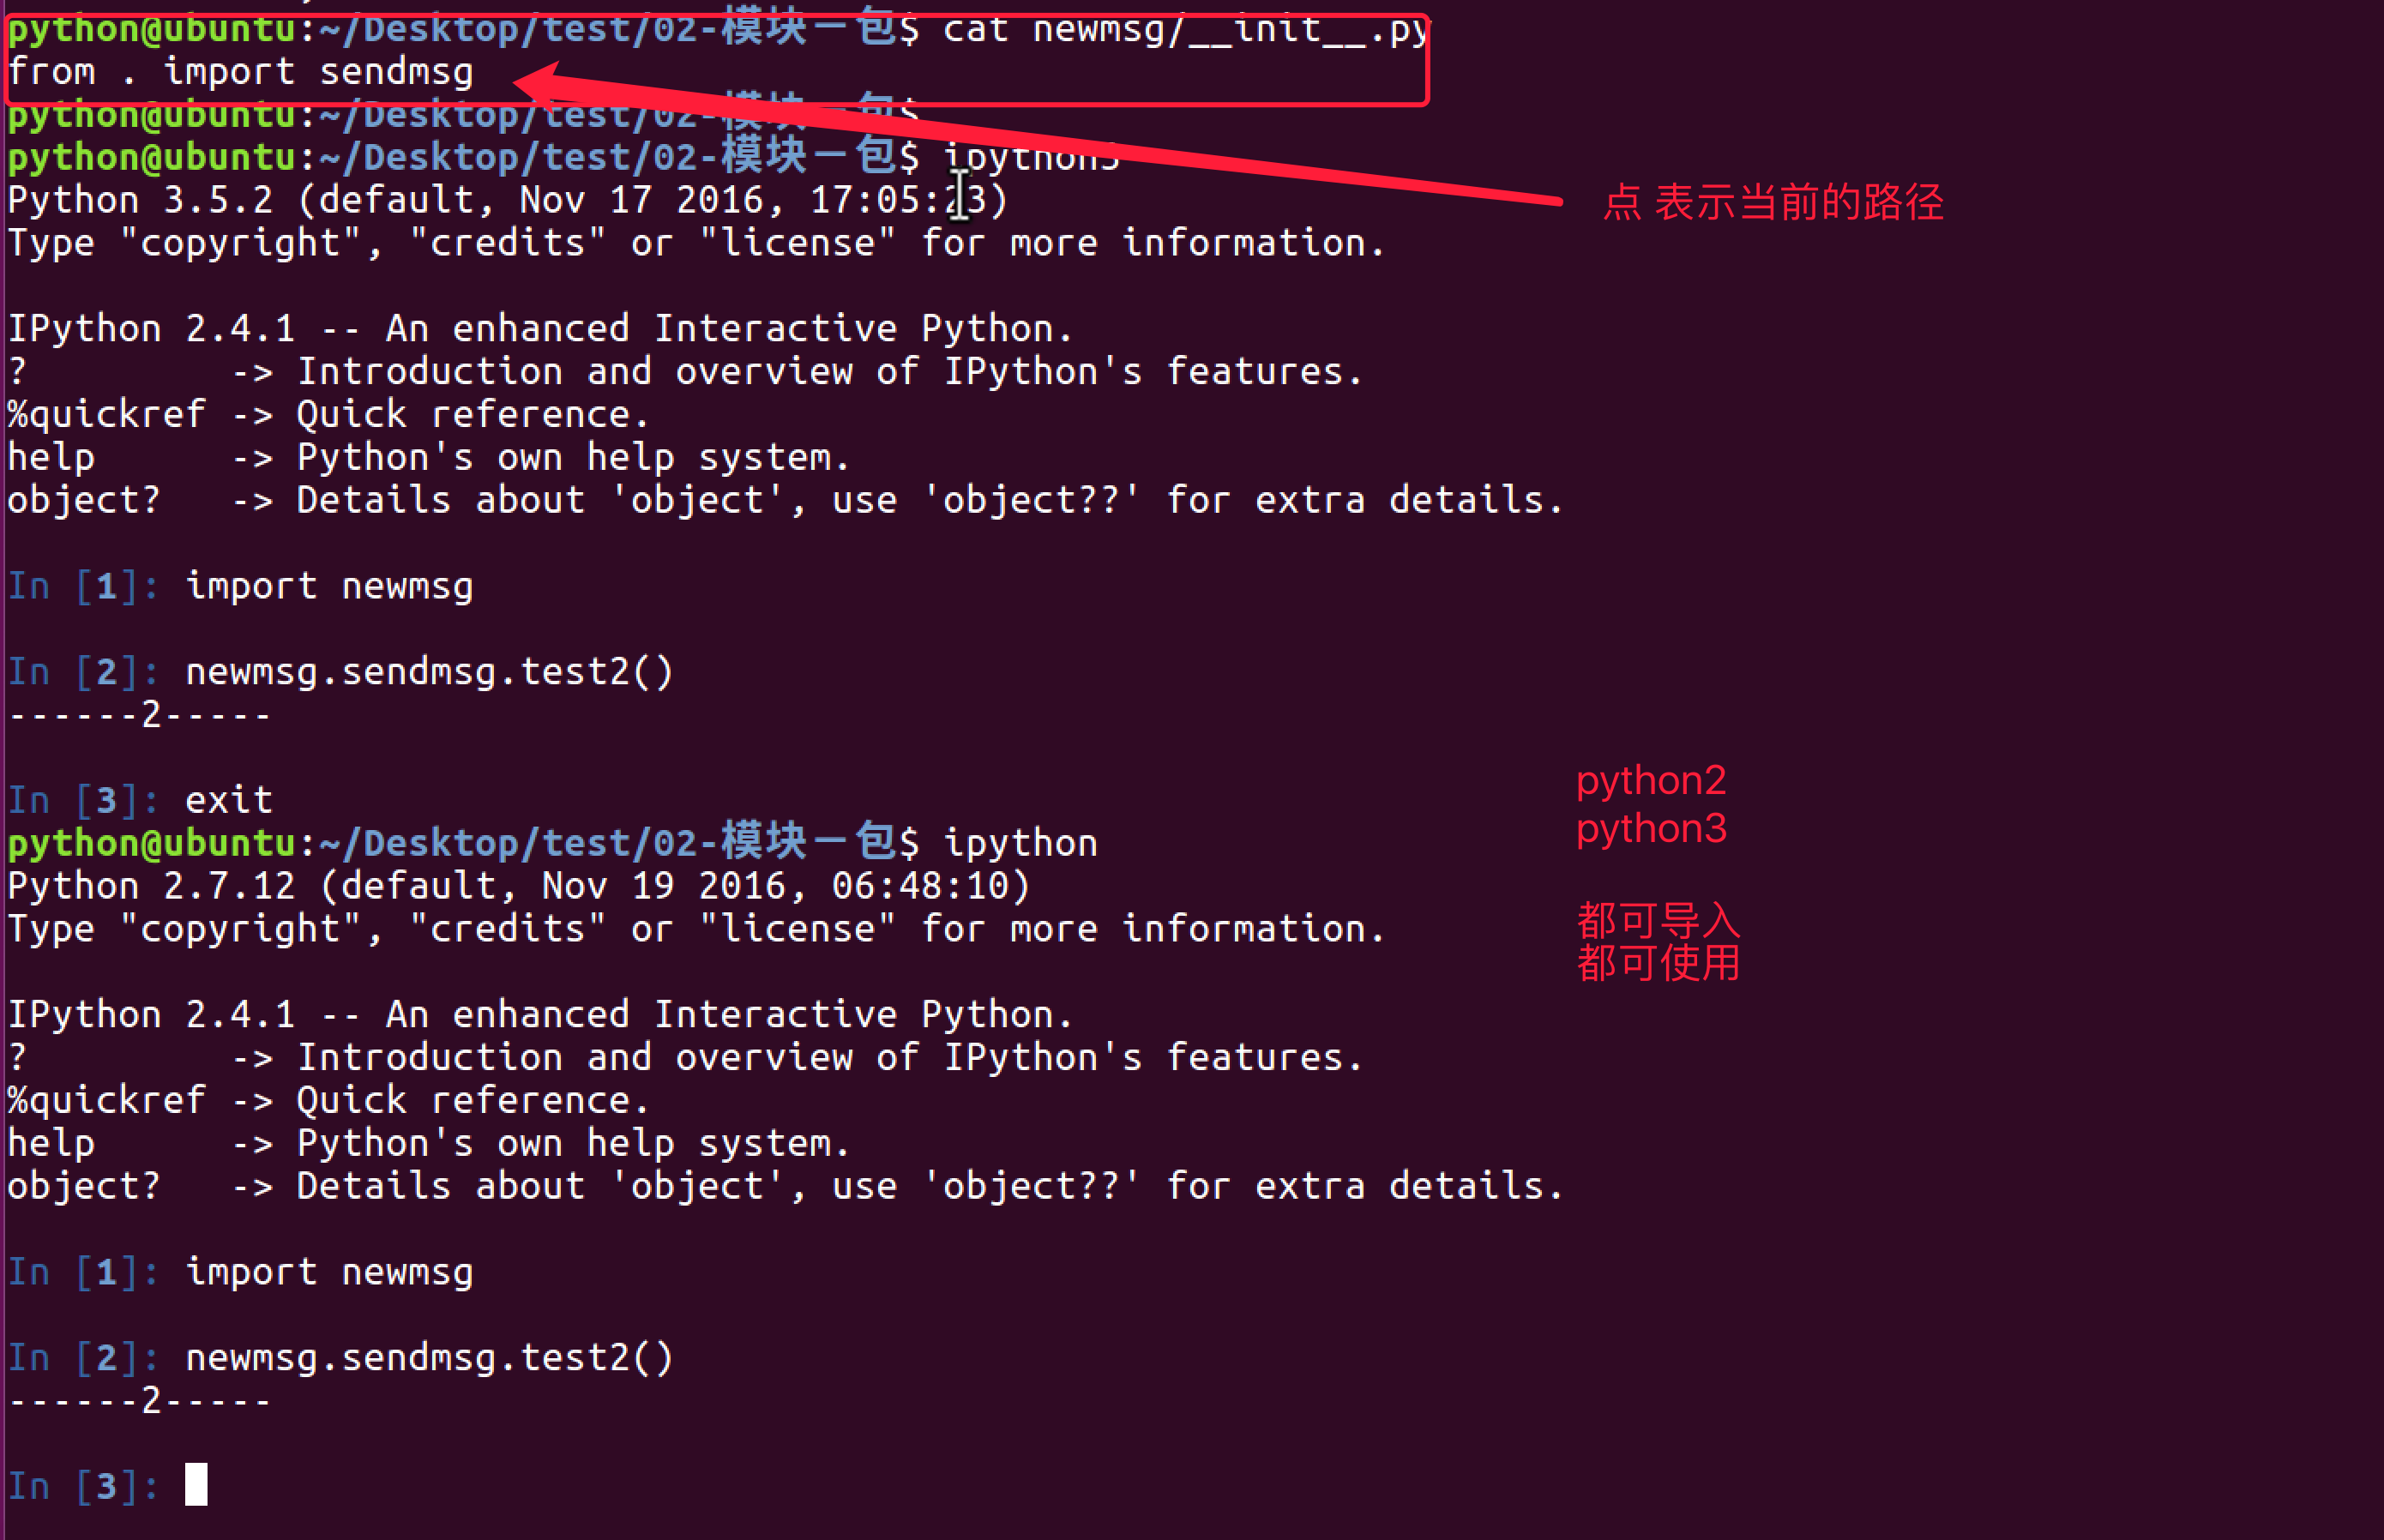 python@ubuntu:~/Desktop/test/02-模块－包$ cat newmsg/__init__.py
from . import sendmsg
python@ubuntu:~/Desktop/test/02-模块－包$
python@ubuntu:~/Desktop/test/02-模块－包$ ipython3
Python 3.5.2 (default, Nov 17 2016, 17:05:23)
点 表示当前的路径
Type "copyright", "credits" or "license" for more information.
IPython 2.4.1 -- An enhanced Interactive Python.
?         -> Introduction and overview of IPython's features.
%quickref -> Quick reference.
help      -> Python's own help system.
object?   -> Details about 'object', use 'object??' for extra details.
In [1]: import newmsg
In [2]: newmsg.sendmsg.test2()
------2-----
In [3]: exit
python2
python3
都可导入
都可使用
python@ubuntu:~/Desktop/test/02-模块－包$ ipython
Python 2.7.12 (default, Nov 19 2016, 06:48:10)
Type "copyright", "credits" or "license" for more information.
IPython 2.4.1 -- An enhanced Interactive Python.
?         -> Introduction and overview of IPython's features.
%quickref -> Quick reference.
help      -> Python's own help system.
object?   -> Details about 'object', use 'object??' for extra details.
In [1]: import newmsg
In [2]: newmsg.sendmsg.test2()
------2-----
In [3]: